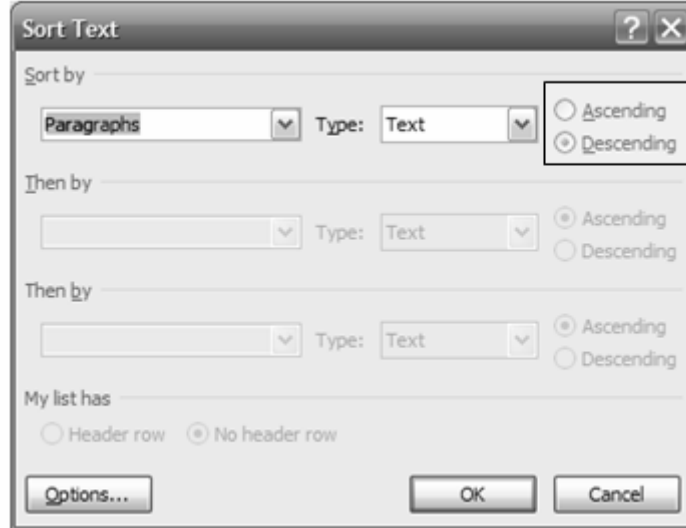 Sort Text
Sort by
Paragraphs Type: Text Ascending
Descending
Then by
Type: Text Ascending
Descending
Then by
Type: Text Ascending
Descending
My list has
Header row No header row
Options... OK Cancel